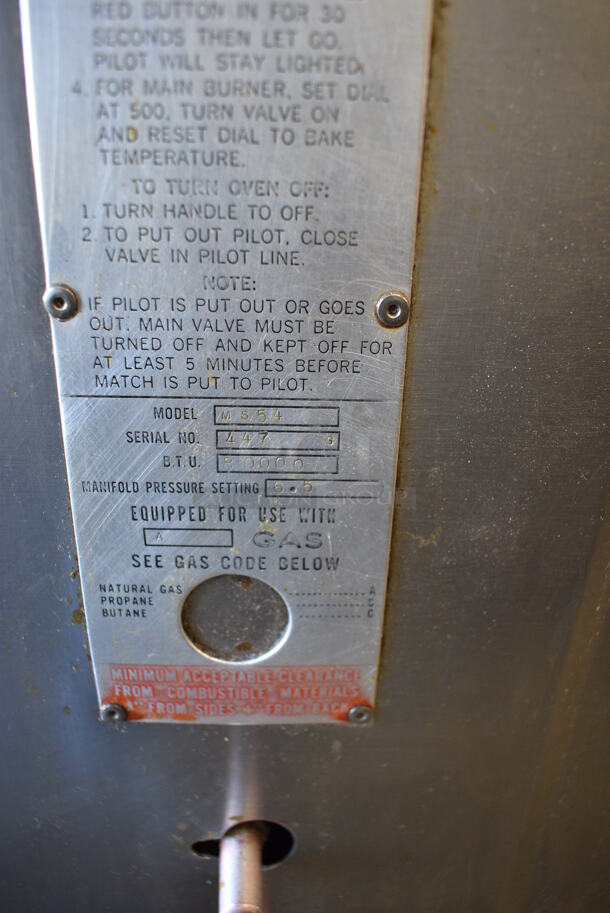 RED BUTTON IN FOR 30
SECONDS THEN LET GO.
PILOT WILL STAY LIGHTED.
4. FOR MAIN BURNER, SET DIAL
AT 500, TURN VALVE ON
AND RESET DIAL TO BAKE
TEMPERATURE.
TO TURN OVEN OFF:
1. TURN HANDLE TO OFF.
2. TO PUT OUT PILOT, CLOSE
VALVE IN PILOT LINE.
NOTE:
IF PILOT IS PUT OUT OR GOES
OUT, MAIN VALVE MUST BE
TURNED OFF AND KEPT OFF FOR
AT LEAST 5 MINUTES BEFORE
MATCH IS PUT TO PILOT.
MODEL MS54
SERIAL NO. 447 3
B.T.U. 80000
MANIFOLD PRESSURE SETTING 6.5
EQUIPPED FOR USE WITH
A GAS
SEE GAS CODE BELOW
NATURAL GAS ............ A
PROPANE ............ C
BUTANE ............ C
MINIMUM ACCEPTABLE CLEARANCE
FROM COMBUSTIBLE MATERIALS
FROM SIDES 4" FROM BACK